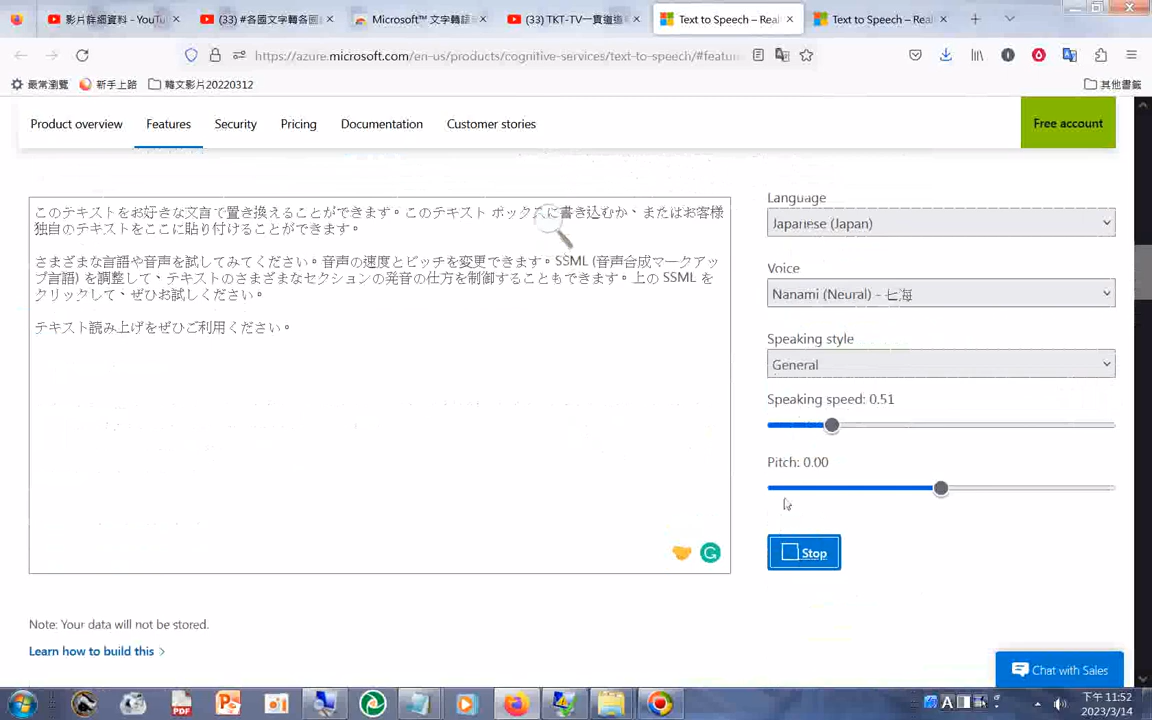 影片詳細資料 - YouTu
(33) #各國文字轉各國
Microsoft™ 文字轉語
(33) TKT-TV一貫道
Text to Speech – Real
Text to Speech – Real
https://azure.microsoft.com/en-us/products/cognitive-services/text-to-speech/#featur
最常瀏覽
新手上路
韓文影片20220312
其他書籤
Product overview
Features
Security
Pricing
Documentation
Customer stories
Free account
このテキストをお好きな文言で置き換えることができます。このテキスト ボックスに書き込むか、またはお客様
独自のテキストをここに貼り付けることができます。
さまざまな言語や音声を試してみてください。音声の速度とピッチを変更できます。SSML (音声合成マークアッ
プ言語) を調整して、テキストのさまざまなセクションの発音の仕方を制御することもできます。上の SSML を
クリックして、ぜひお試しください。
テキスト読み上げをぜひご利用ください。
Language
Japanese (Japan)
Voice
Nanami (Neural) - 七海
Speaking style
General
Speaking speed: 0.51
Pitch: 0.00
Stop
Note: Your data will not be stored.
Learn how to build this
Chat with Sales
PDF
A
下午 11:52
2023/3/14